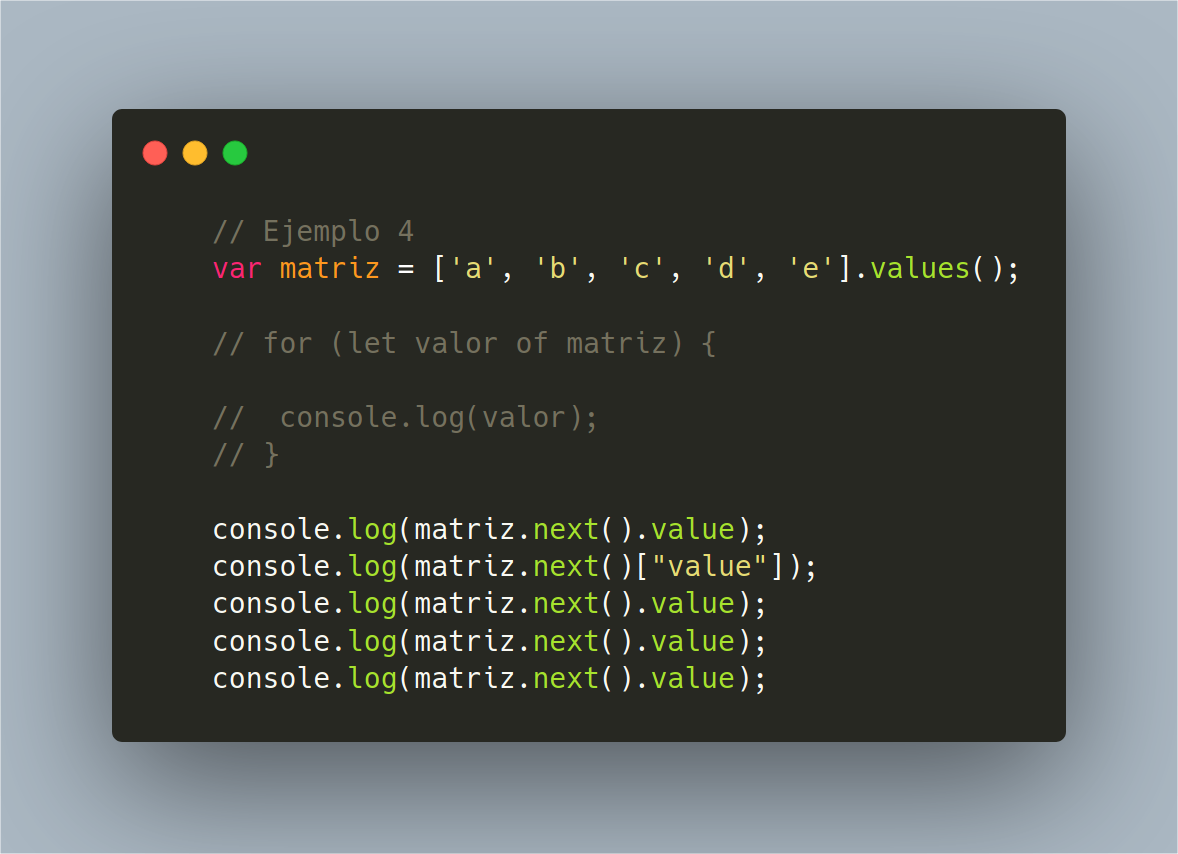 // Ejemplo 4
var matriz = ['a', 'b', 'c', 'd', 'e'].values();
// for (let valor of matriz) {
//  console.log(valor);
// }
console.log(matriz.next().value);
console.log(matriz.next()["value"]);
console.log(matriz.next().value);
console.log(matriz.next().value);
console.log(matriz.next().value);